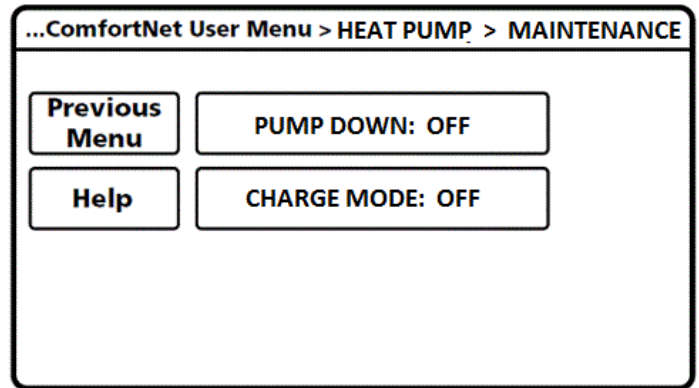 ...ComfortNet User Menu > HEAT PUMP > MAINTENANCE
Previous
Menu
PUMP DOWN: OFF
Help
CHARGE MODE: OFF